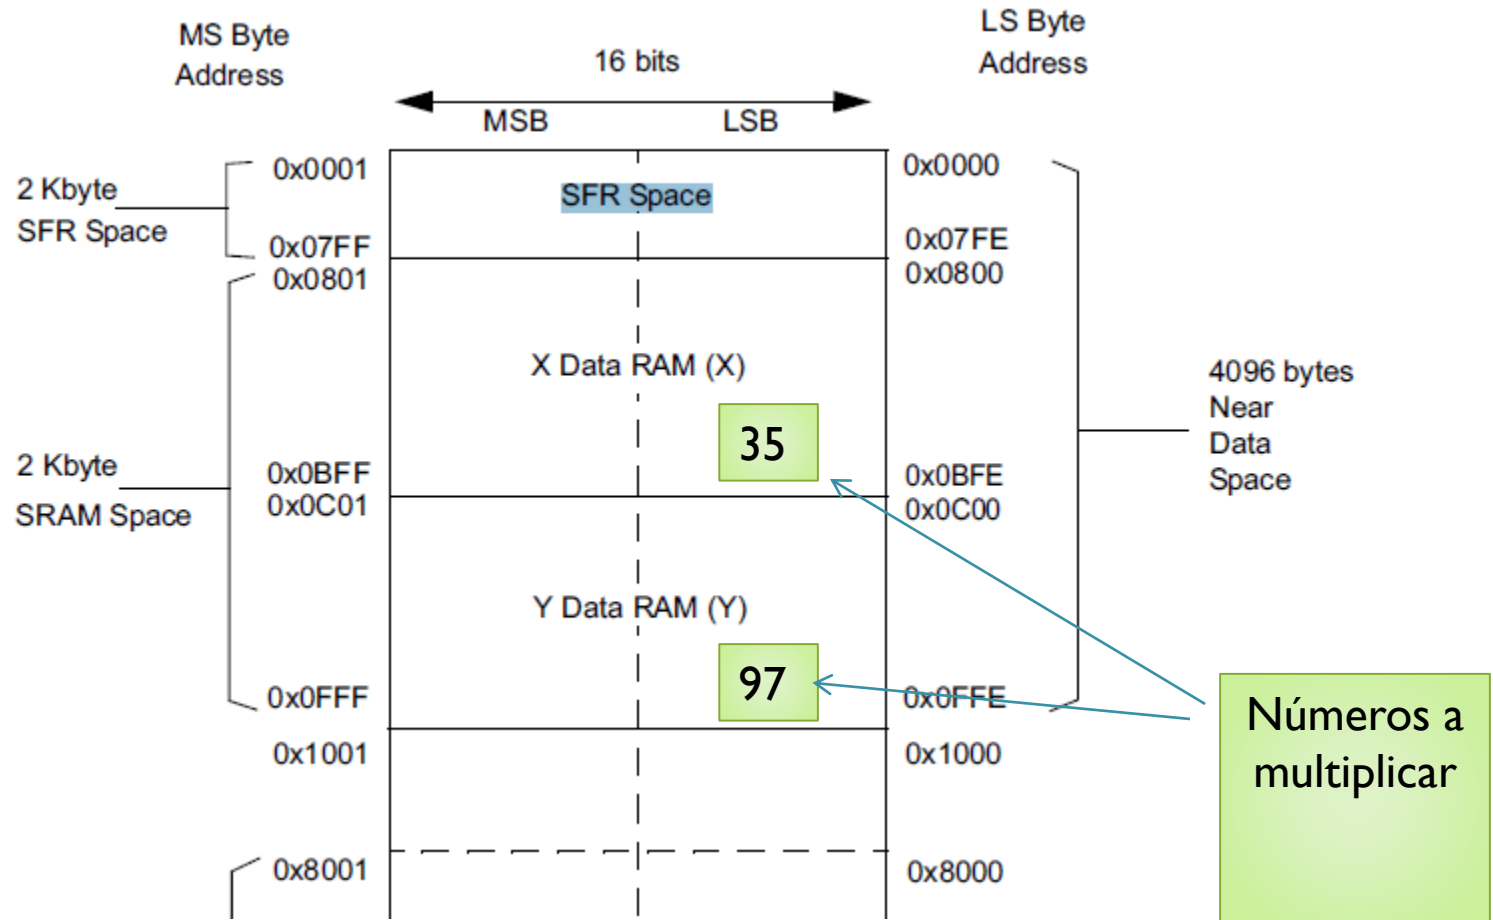 MS Byte
Address
16 bits
LS Byte
Address
MSB
LSB
2 Kbyte
SFR Space
0x0001
0x07FF
SFR Space
0x0000
0x07FE
0x0801
0x0800
X Data RAM (X)
35
2 Kbyte
SRAM Space
0x0BFF
0x0C01
0x0BFE
0x0C00
4096 bytes
Near
Data
Space
Y Data RAM (Y)
97
0x0FFF
0x0FFE
0x1001
0x1000
Números a
multiplicar
0x8001
0x8000